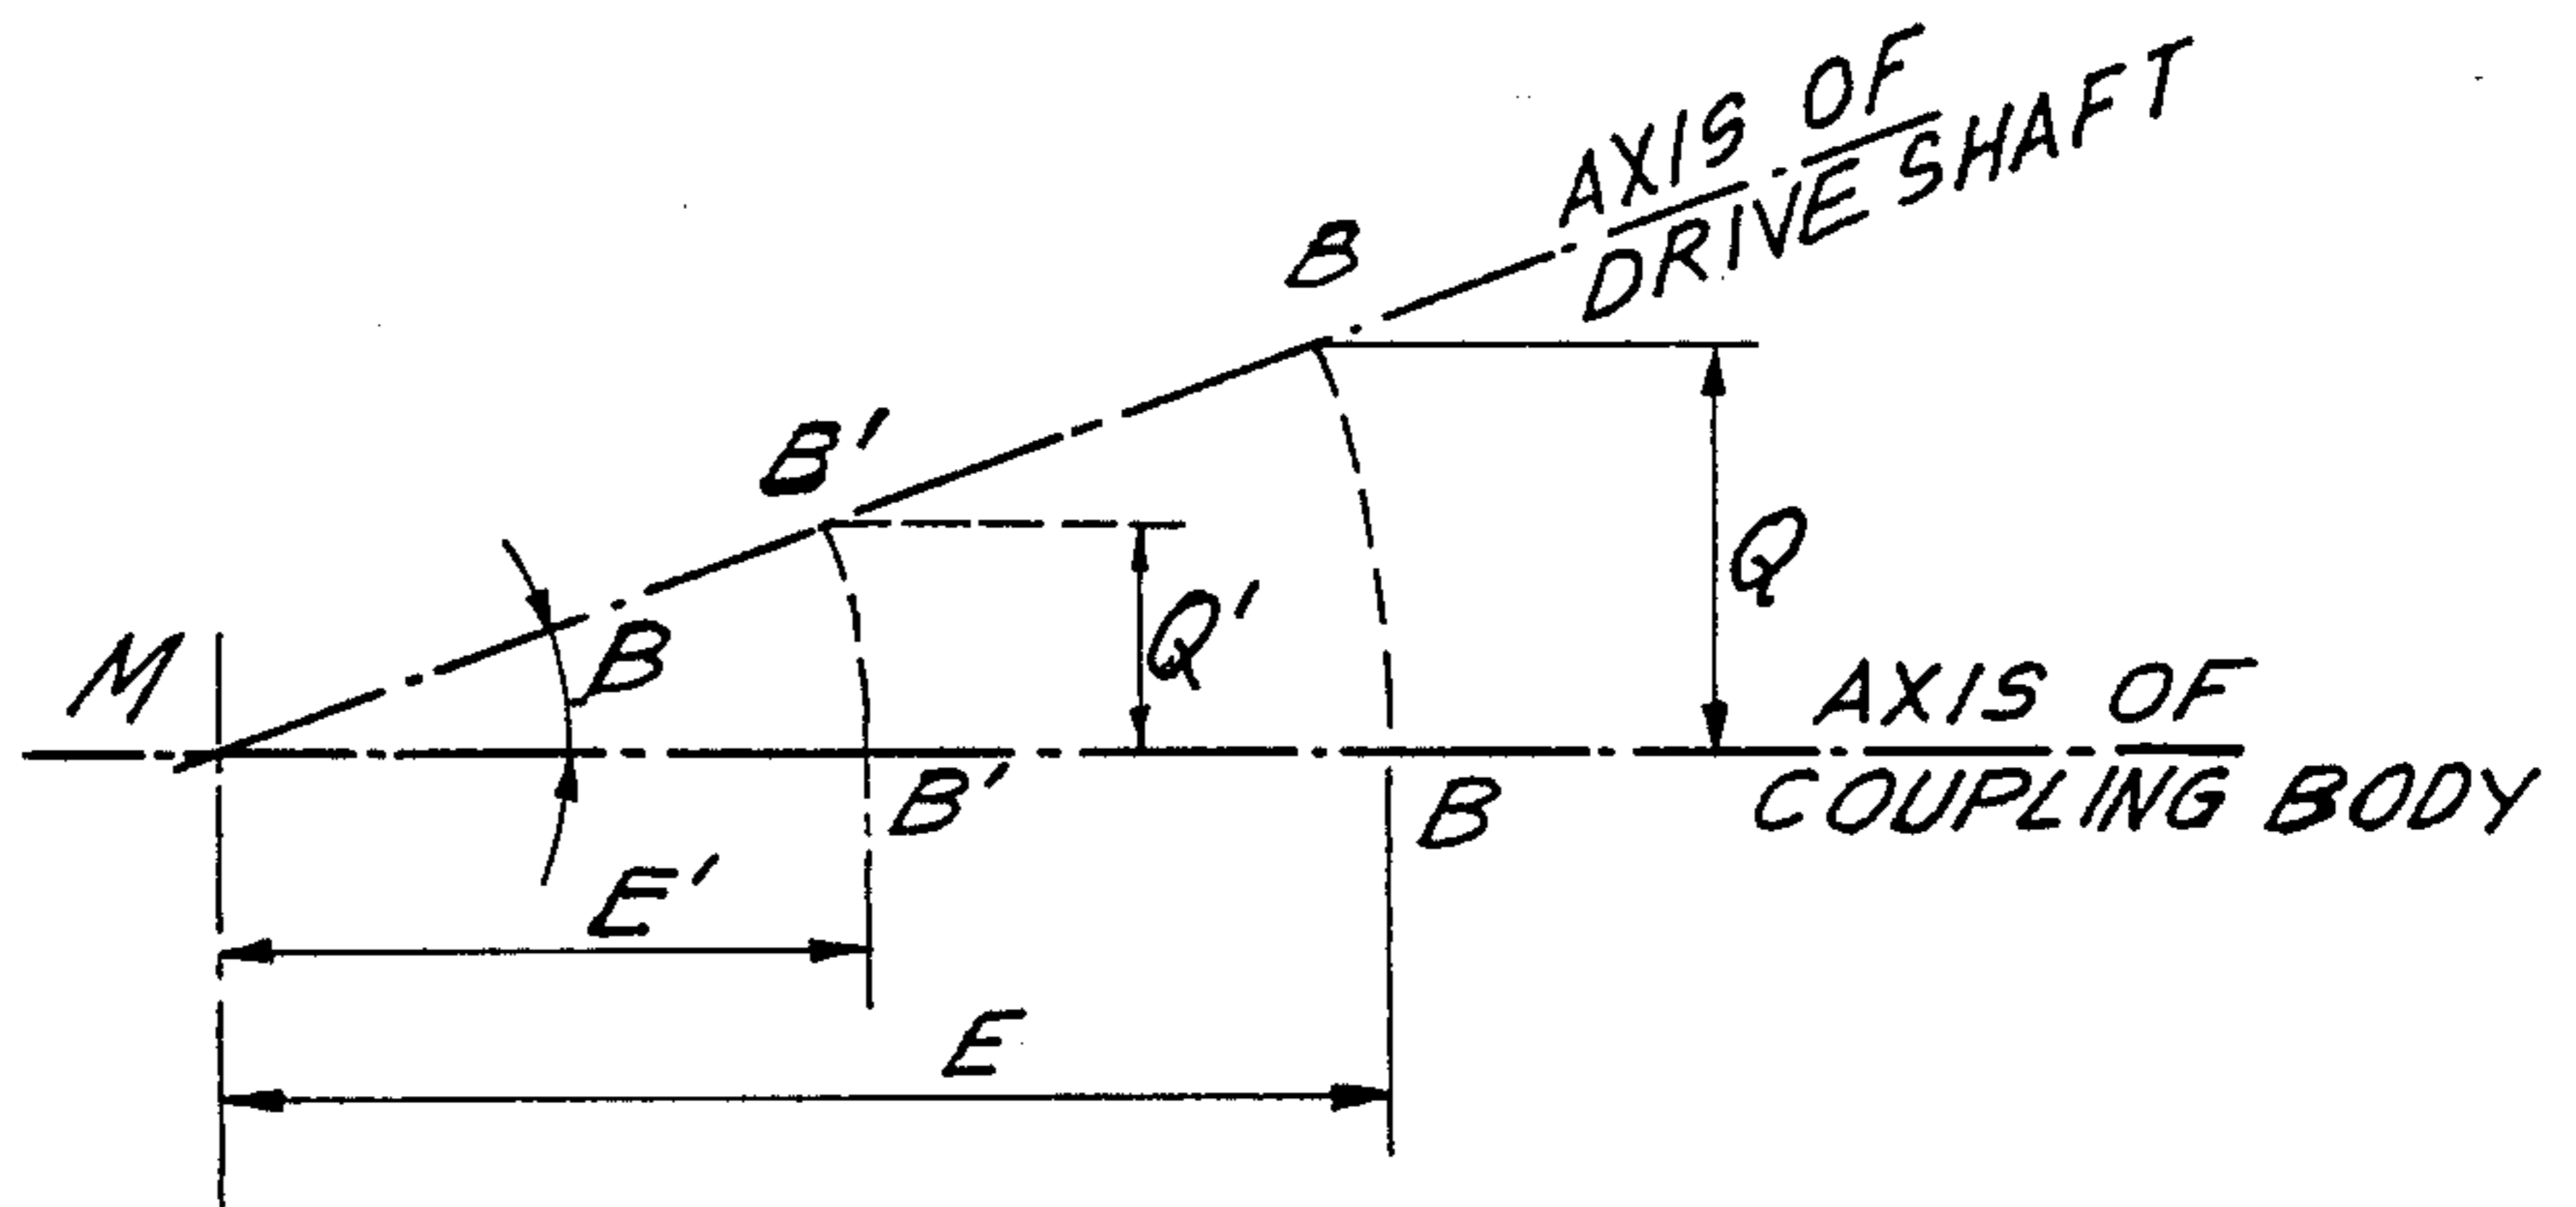 AXIS OF
DRIVE SHAFT
B
B'
Q
B
Q'
M
AXIS OF
COUPLING BODY
B'
B
E'
E